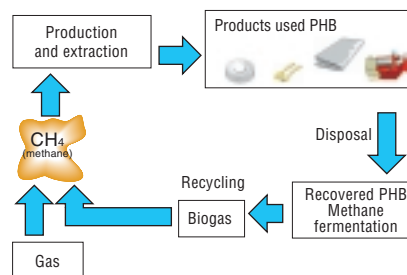 Production
and extraction
Products used PHB
CH4
(methane)
Disposal
Recycling
Recovered PHB
Methane
fermentation
Biogas
Gas